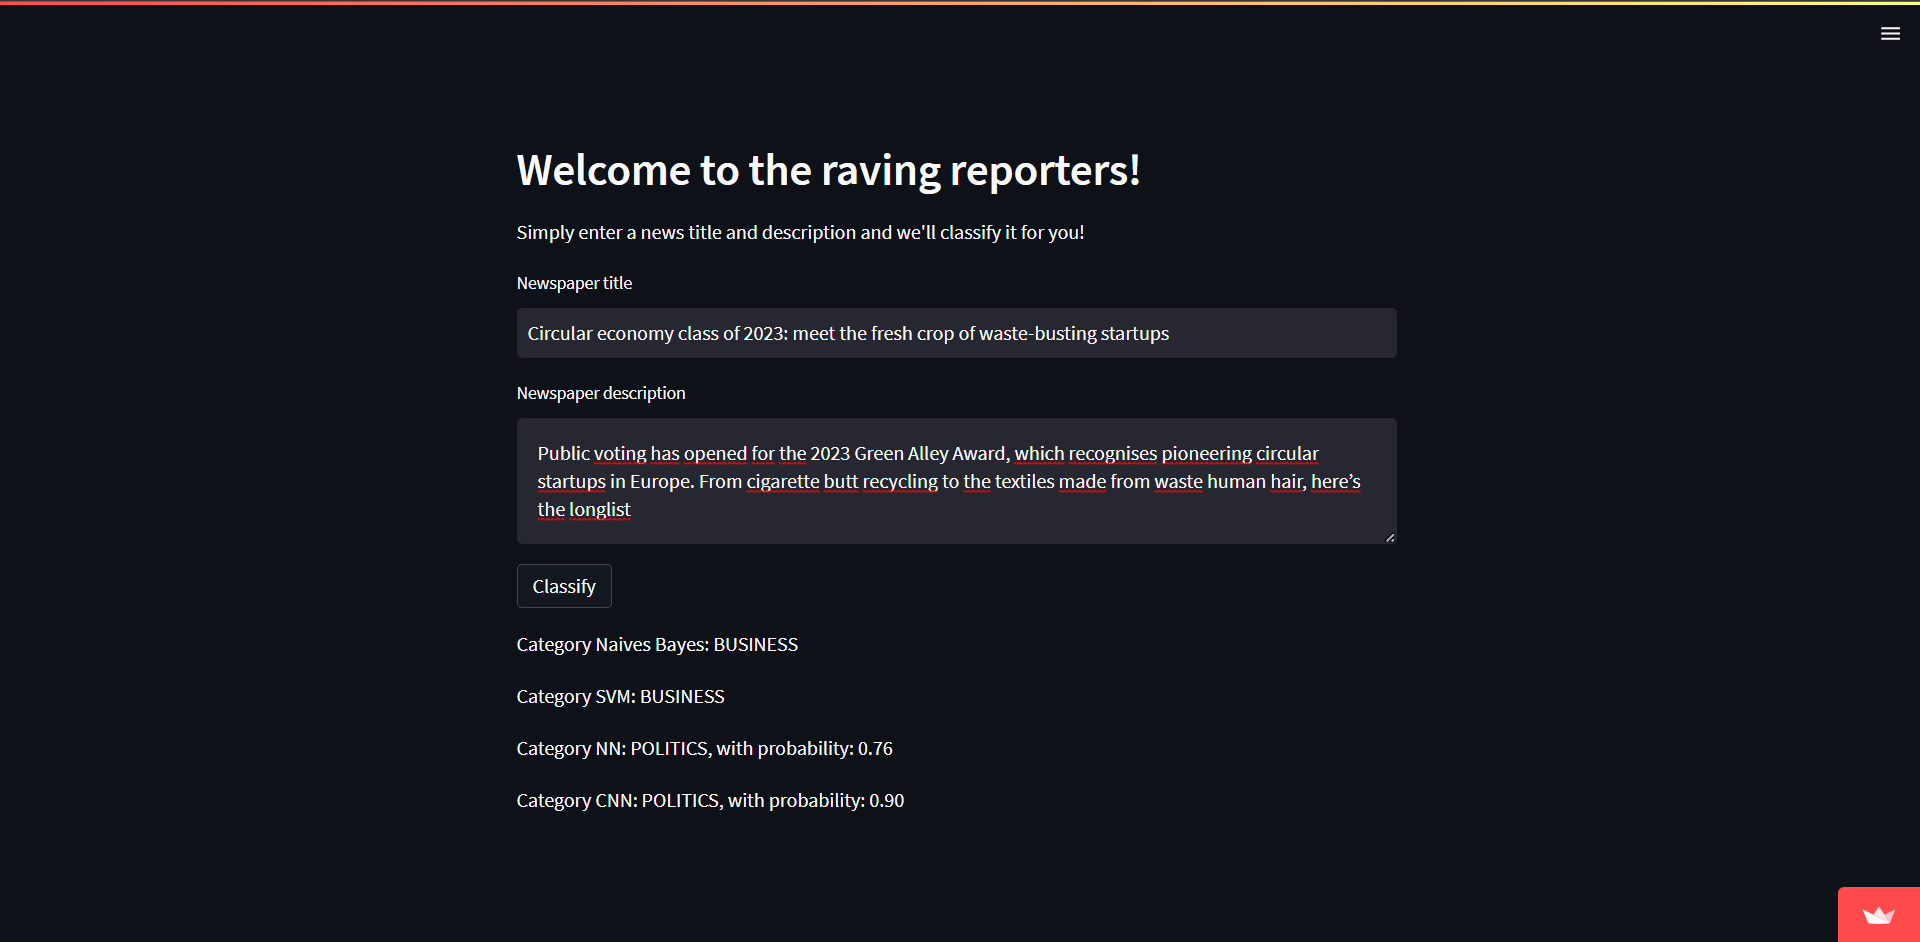 Welcome to the raving reporters!
Simply enter a news title and description and we'll classify it for you!
Newspaper title
Circular economy class of 2023: meet the fresh crop of waste-busting startups
Newspaper description
Public voting has opened for the 2023 Green Alley Award, which recognises pioneering circular
startups in Europe. From cigarette butt recycling to the textiles made from waste human hair, here’s
the longlist
Classify
Category Naives Bayes: BUSINESS
Category SVM: BUSINESS
Category NN: POLITICS, with probability: 0.76
Category CNN: POLITICS, with probability: 0.90